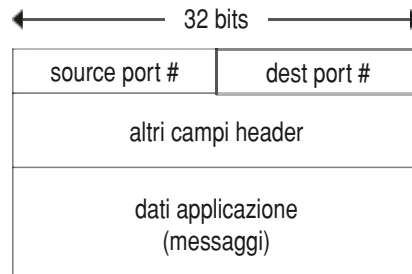 32 bits
source port # dest port #
altri campi header
dati applicazione
(messaggi)